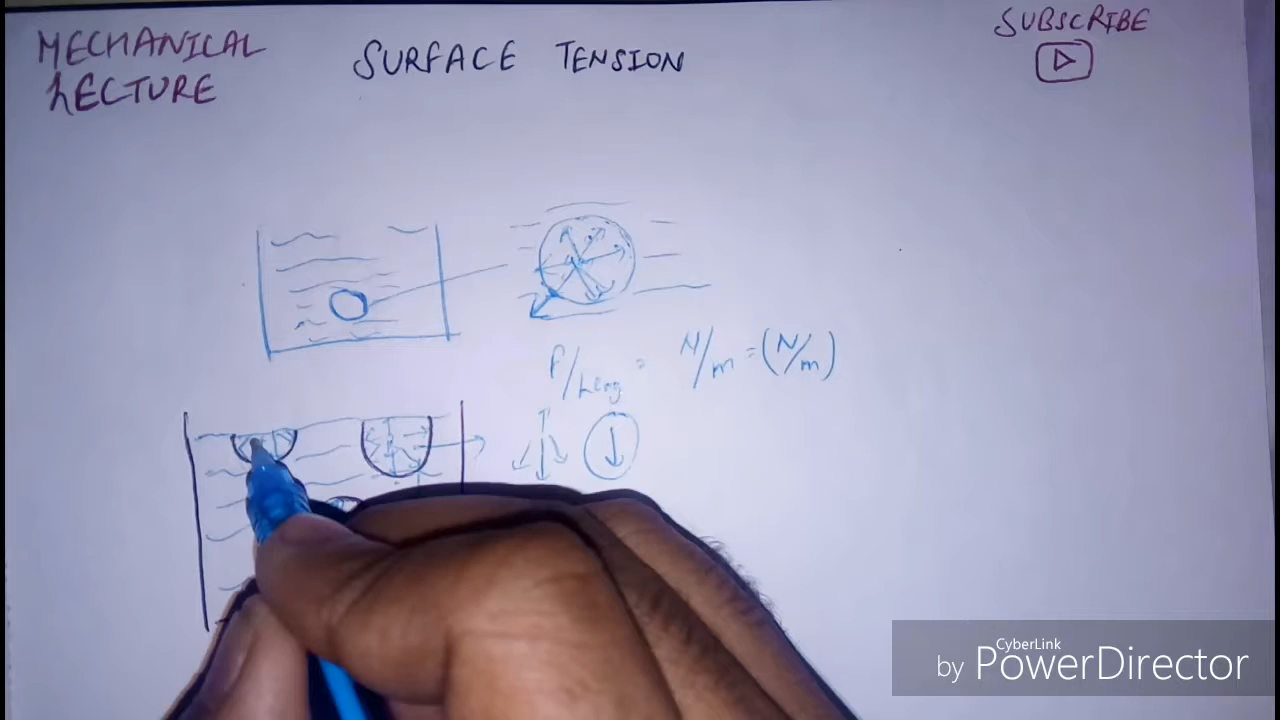 MECHANICAL
LECTURE
SURFACE TENSION
SUBSCRIBE
F/Leng = N/m = (N/m)
CyberLink
by PowerDirector